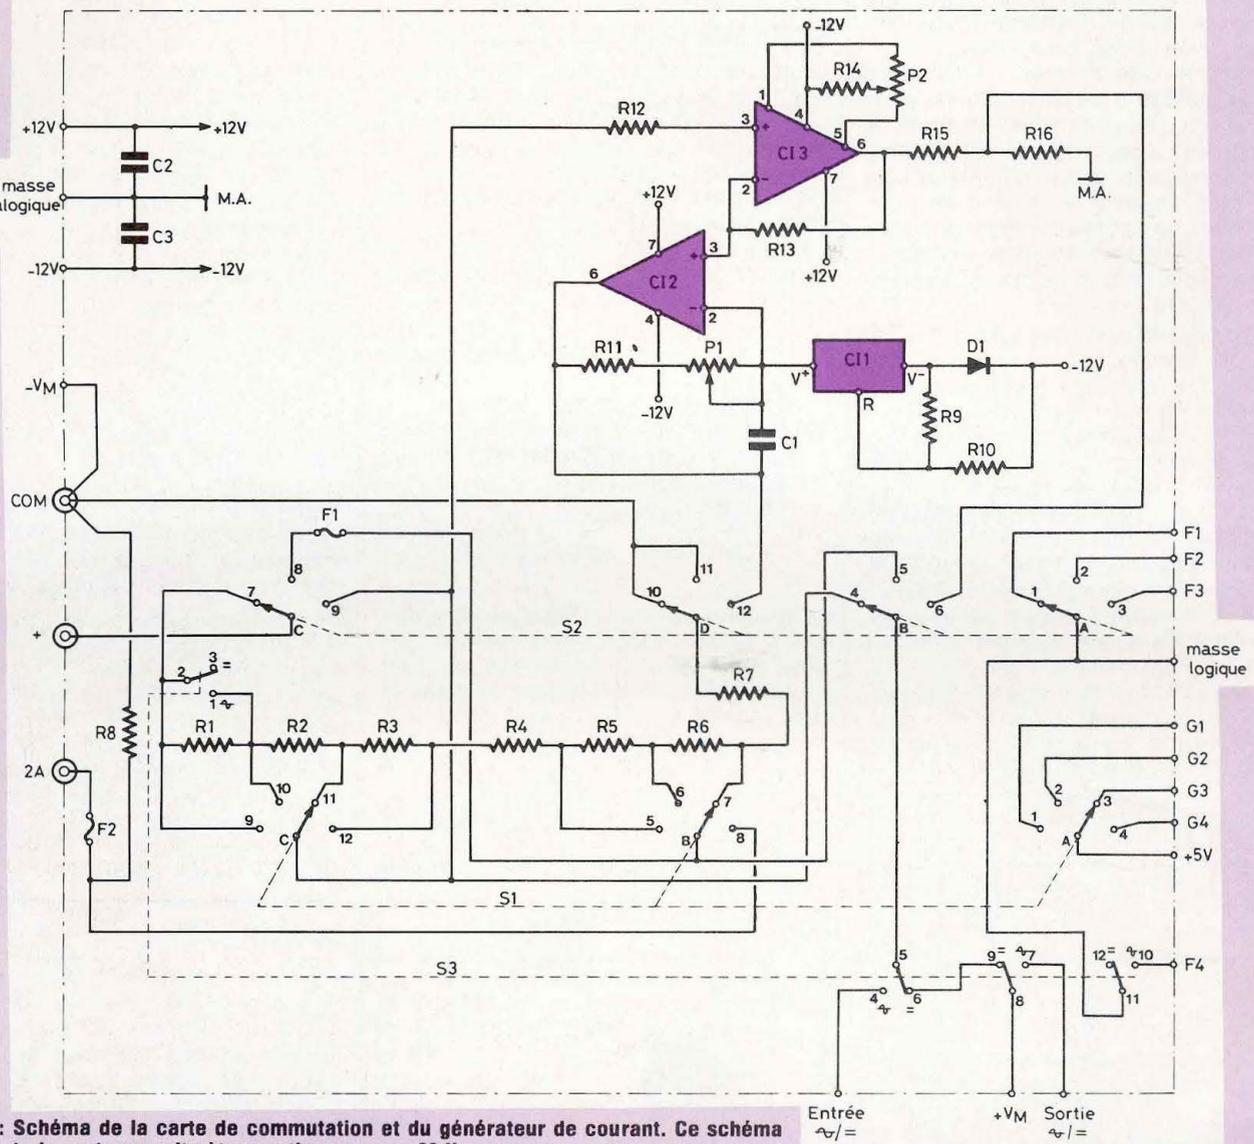 -12V
R14
P2
1
4
R12
3
+
5
6
R15
R16
CI3
+12V
+12V
C2
masse
alogique
M.A.
C3
-12V
-12V
2
-
7
M.A.
R13
+12V
+12V
7
3
+
6
CI2
4
-
2
R11
P1
-12V
V+
CI1
V-
D1
-12V
R
R9
R10
C1
-VM
COM
F1
8
7
9
C
+
S2
11
10
12
D
5
4
6
B
F1
F2
2
1
3
F3
A
masse
logique
3 =
2
1
R7
R8
R1
R2
R3
R4
R5
R6
2A
F2
10
11
9
C
12
6
7
5
B
8
G1
G2
2
3
G3
1
4
G4
A
+5V
S1
S3
5
4
6
=
9
=
7
8
12
=
10
11
F4
Entrée
/=
+VM
Sortie
/=
: Schéma de la carte de commutation et du générateur de courant. Ce schéma